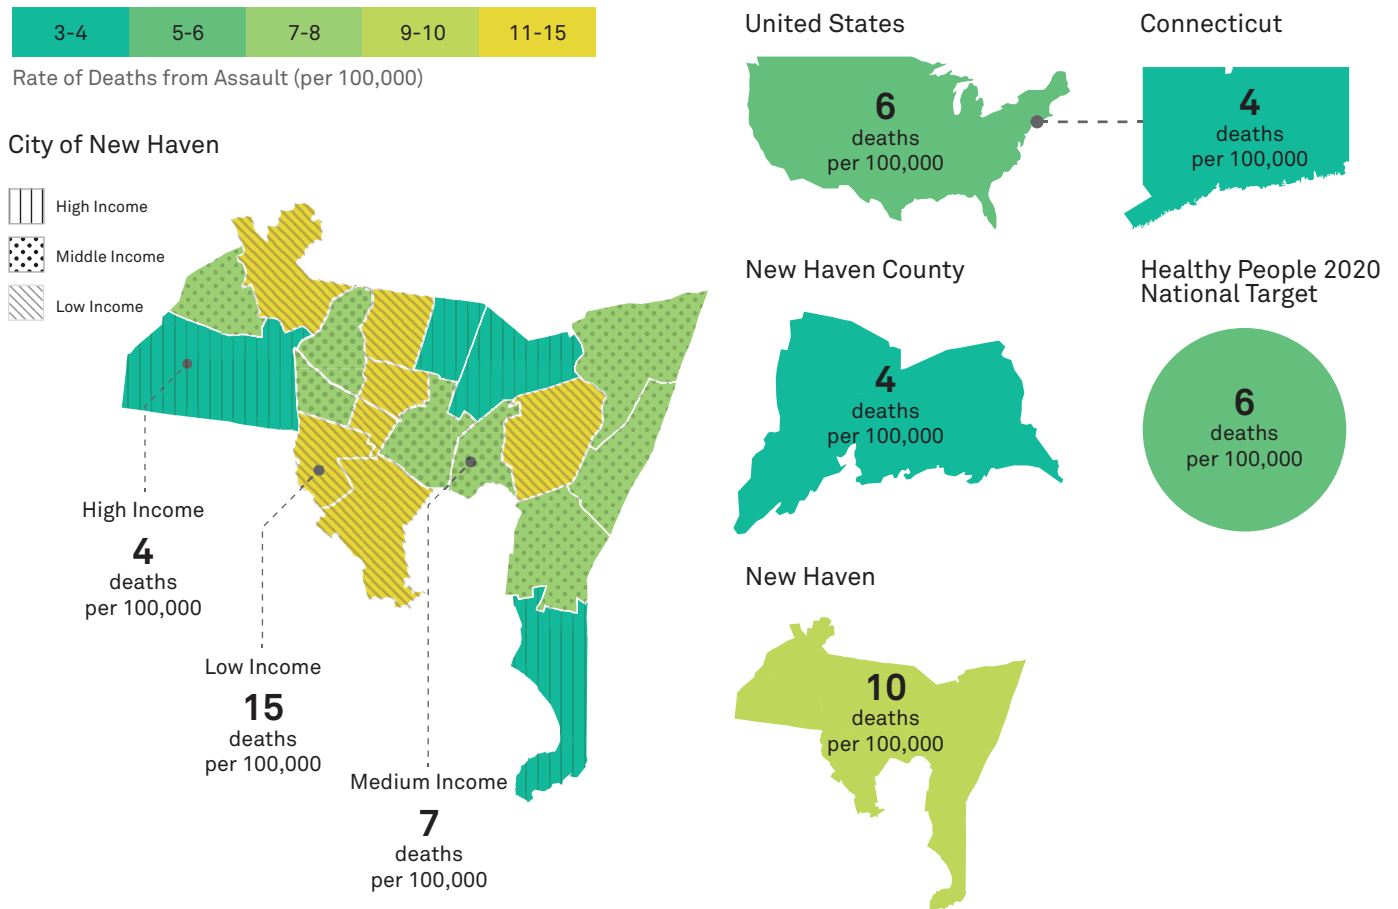 3-4
5-6
7-8
9-10
11-15
Rate of Deaths from Assault (per 100,000)
City of New Haven
High Income
Middle Income
Low Income
High Income
4
deaths
per 100,000
Low Income
15
deaths
per 100,000
Medium Income
7
deaths
per 100,000
United States
6
deaths
per 100,000
Connecticut
4
deaths
per 100,000
New Haven County
4
deaths
per 100,000
Healthy People 2020
National Target
6
deaths
per 100,000
New Haven
10
deaths
per 100,000